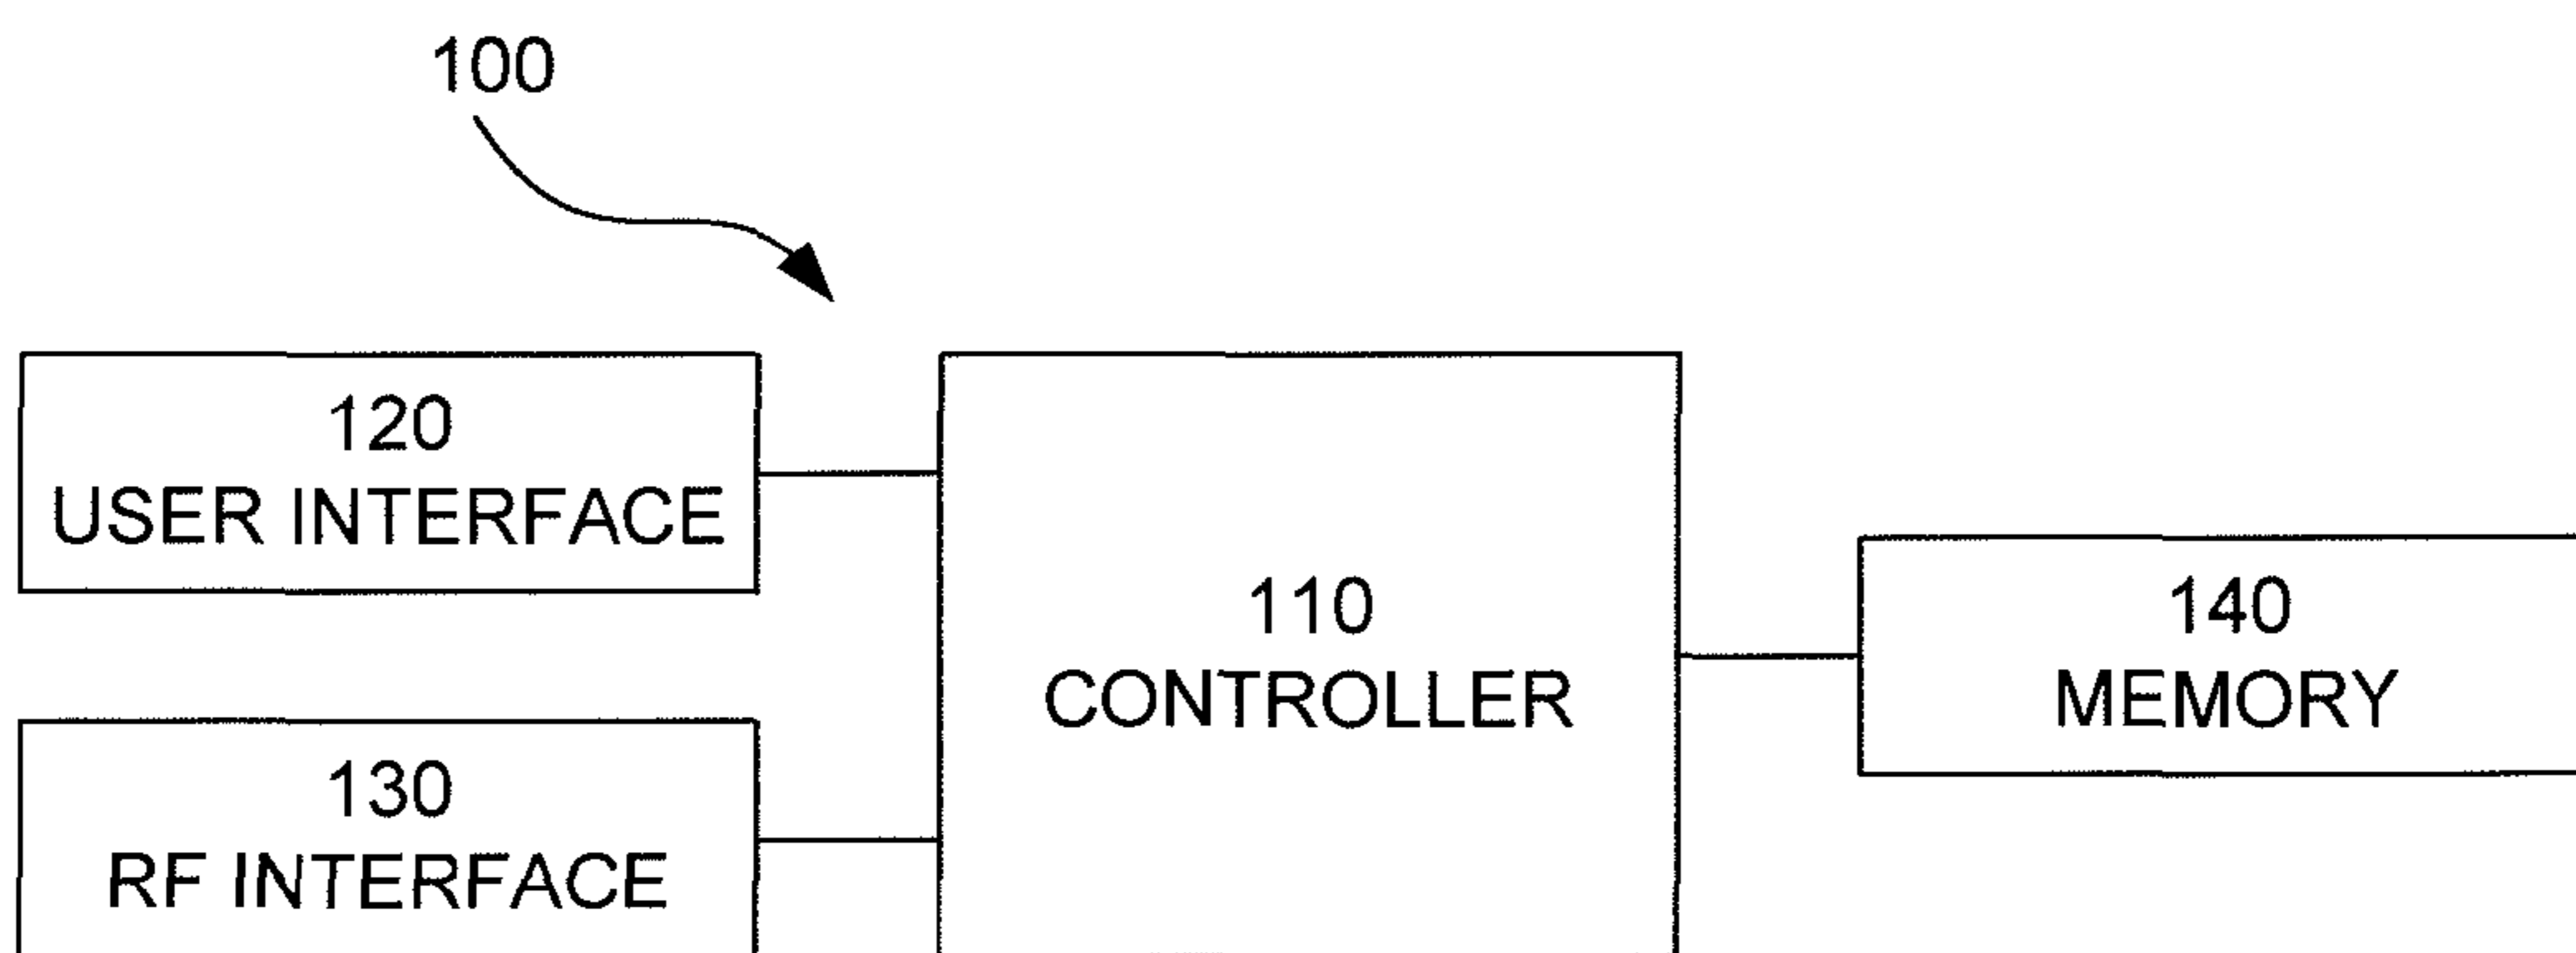 100
120
USER INTERFACE
110
CONTROLLER
140
MEMORY
130
RF INTERFACE